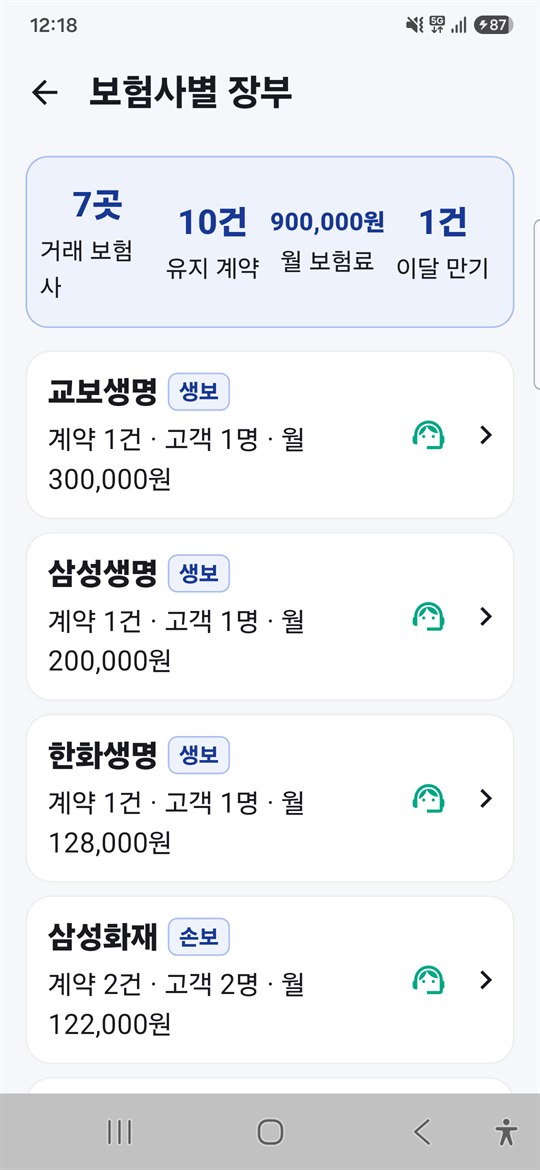 12:18
5G
87
보험사별 장부
7곳
거래 보험
사
10건
유지 계약
900,000원
월 보험료
1건
이달 만기
교보생명 생보
계약 1건 · 고객 1명 · 월
300,000원
삼성생명 생보
계약 1건 · 고객 1명 · 월
200,000원
한화생명 생보
계약 1건 · 고객 1명 · 월
128,000원
삼성화재 손보
계약 2건 · 고객 2명 · 월
122,000원